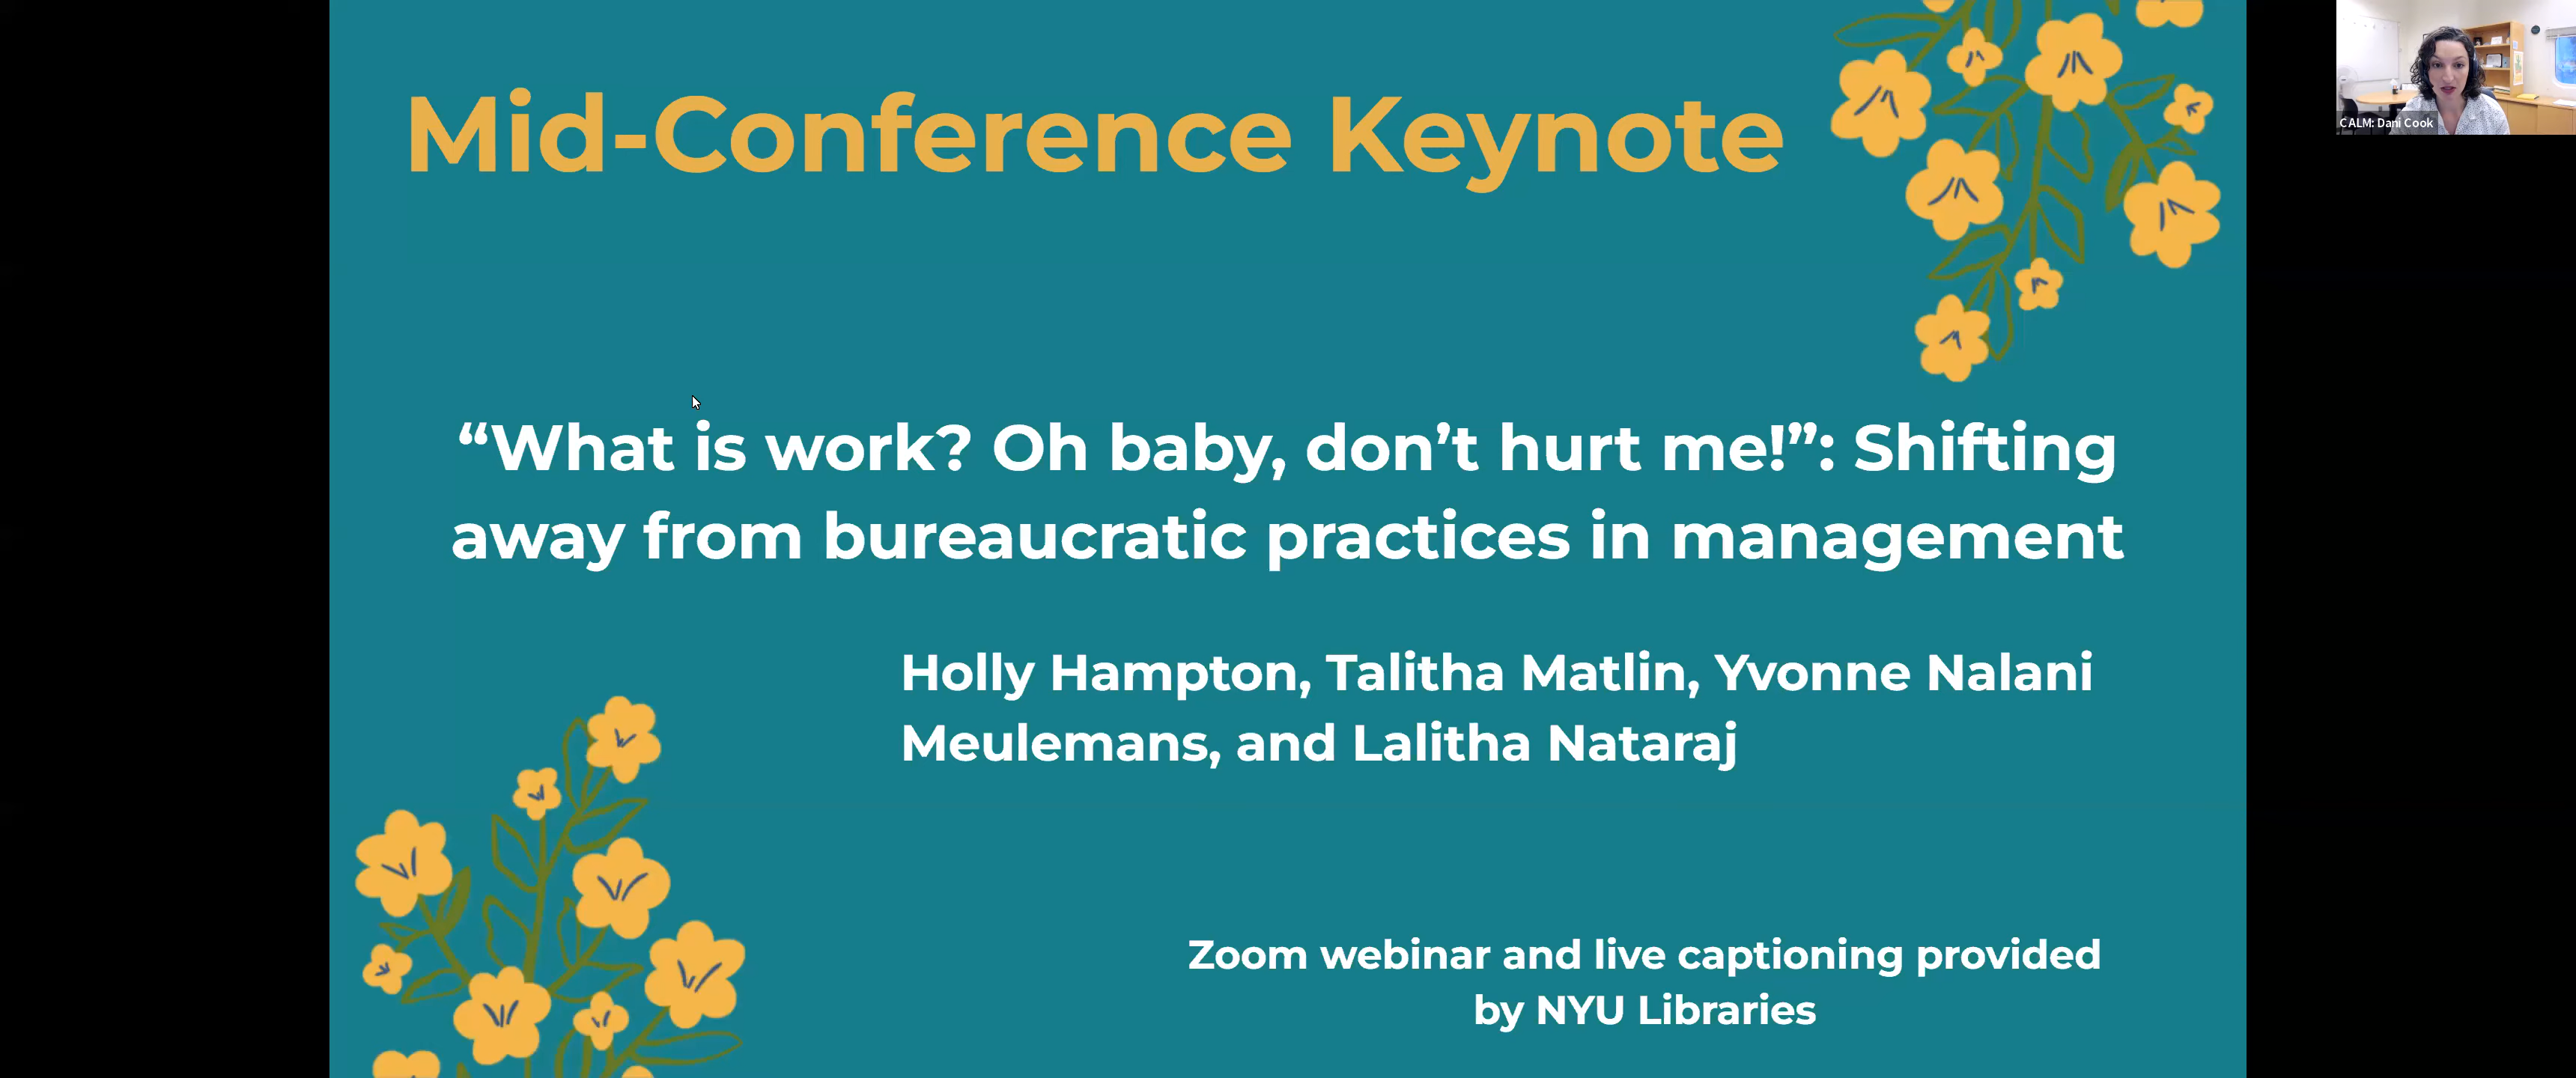 Mid-Conference Keynote
CALM: Dani Cook
“What is work? Oh baby, don’t hurt me!”: Shifting
away from bureaucratic practices in management
Holly Hampton, Talitha Matlin, Yvonne Nalani
Meulemans, and Lalitha Nataraj
Zoom webinar and live captioning provided
by NYU Libraries